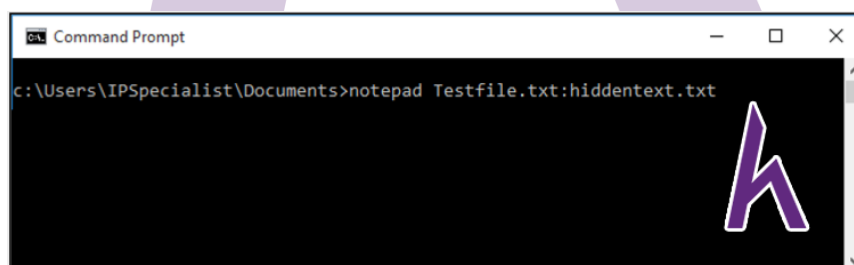 Command Prompt
c:\Users\IPSpecialist\Documents>notepad Testfile.txt:hiddentext.txt